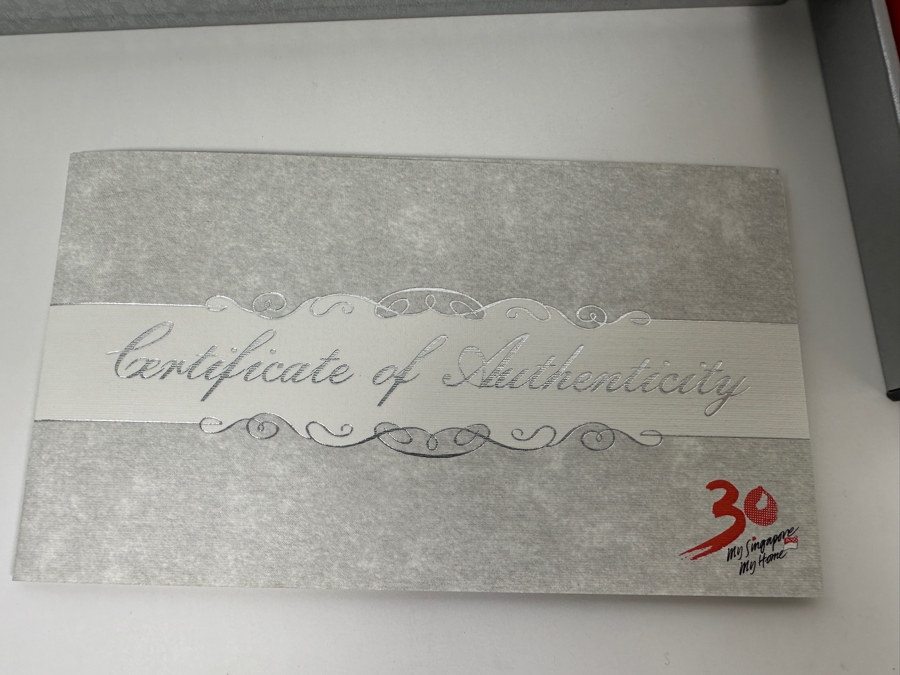 Certificate of Authenticity
30
My Singapore
My Home